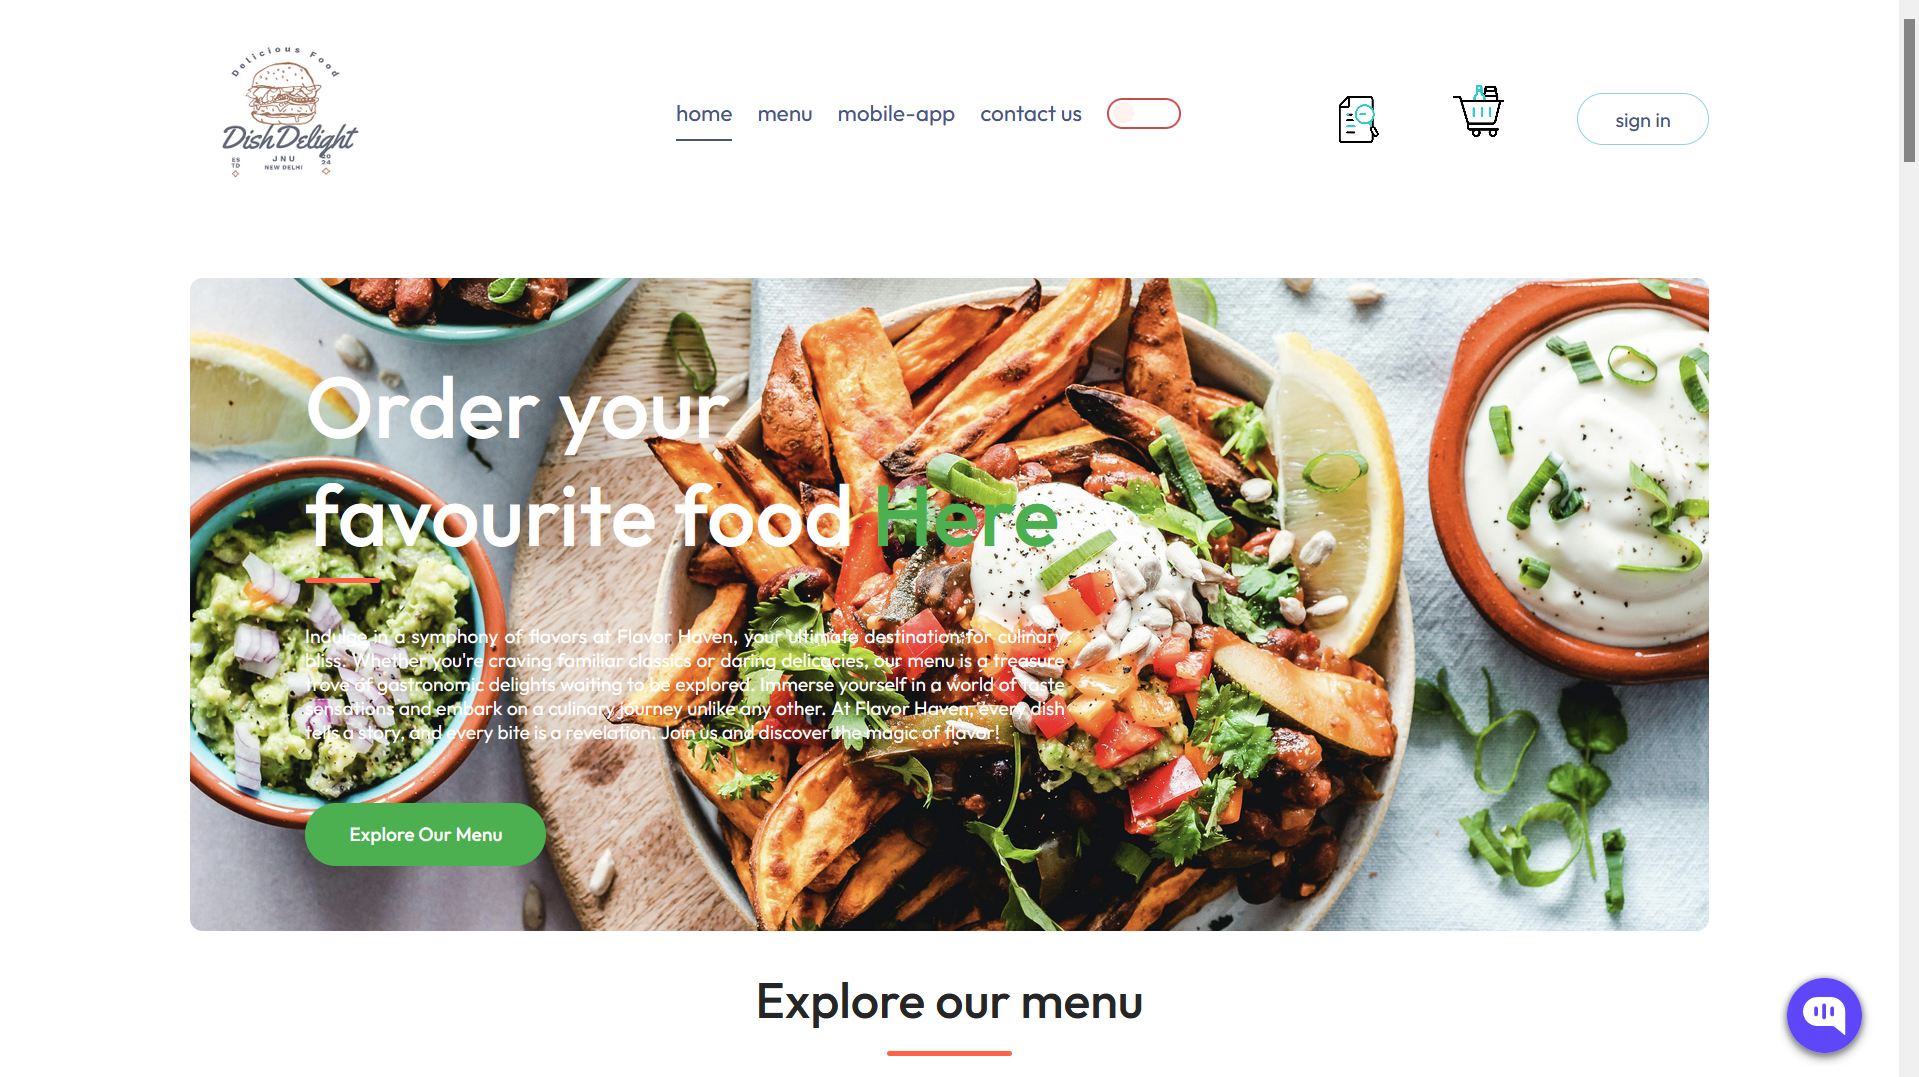 Delicious Food
DishDelight
ES
TD
JNU
NEW DELHI
20
24
home
menu
mobile-app
contact us
sign in
Order your
favourite food Here
Indulge in a symphony of flavors at Flavor Haven, your ultimate destination for culinary
bliss. Whether you're craving familiar classics or daring delicacies, our menu is a treasure
trove of gastronomic delights waiting to be explored. Immerse yourself in a world of taste
sensations and embark on a culinary journey unlike any other. At Flavor Haven, every dish
tells a story, and every bite is a revelation. Join us and discover the magic of flavor!
Explore Our Menu
Explore our menu